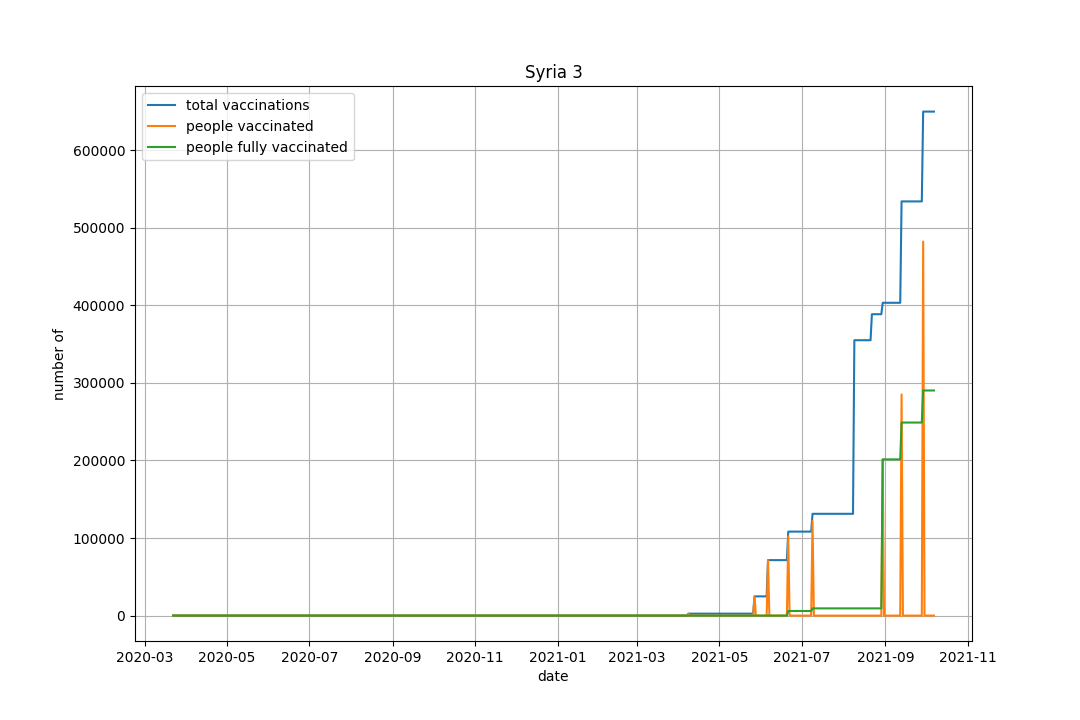 Syria 3
total vaccinations
people vaccinated
people fully vaccinated
number of
600000
500000
400000
300000
200000
100000
0
2020-03 2020-05 2020-07 2020-09 2020-11 2021-01 2021-03 2021-05 2021-07 2021-09 2021-11
date